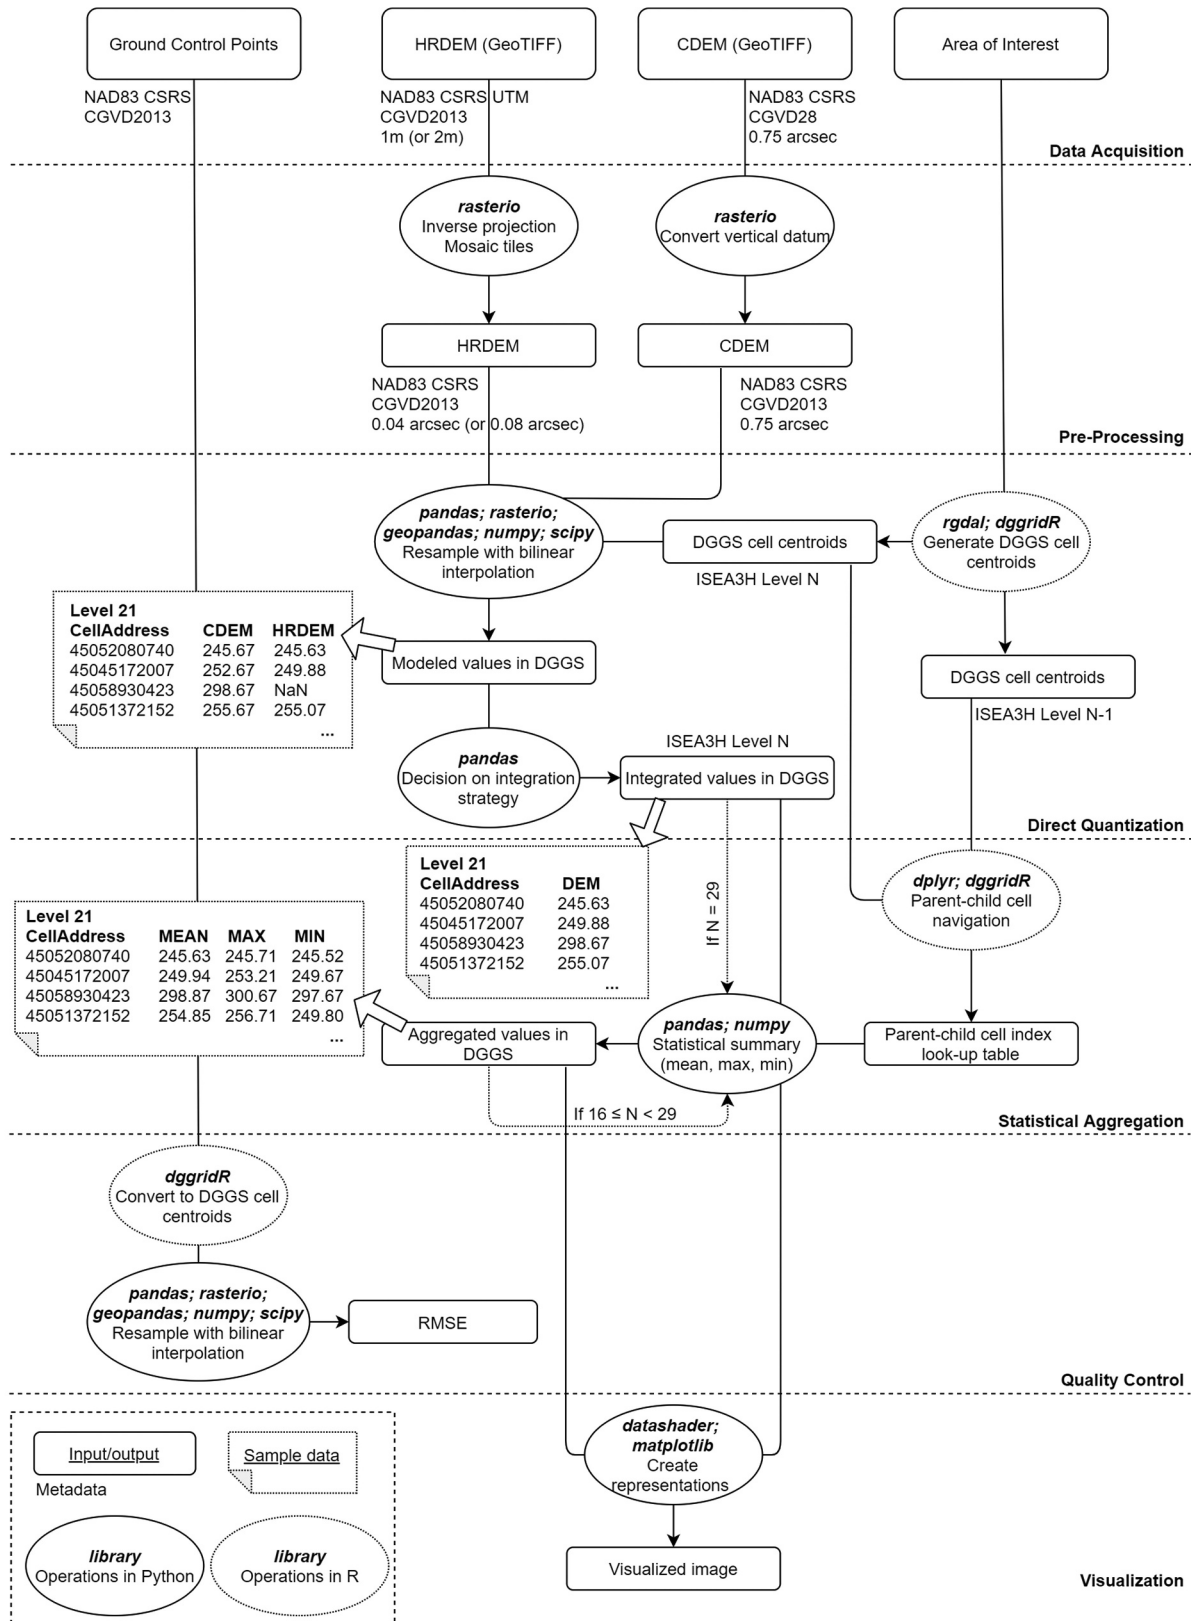 Ground Control Points
HRDEM (GeoTIFF)
CDEM (GeoTIFF)
Area of Interest
NAD83 CSRS
CGVD2013
NAD83 CSRS UTM
CGVD2013
1m (or 2m)
NAD83 CSRS
CGVD28
0.75 arcsec
Data Acquisition
rasterio
Inverse projection
Mosaic tiles
rasterio
Convert vertical datum
HRDEM
CDEM
NAD83 CSRS
CGVD2013
0.04 arcsec (or 0.08 arcsec)
NAD83 CSRS
CGVD2013
0.75 arcsec
Pre-Processing
pandas; rasterio;
geopandas; numpy; scipy
Resample with bilinear
interpolation
DGGS cell centroids
ISEA3H Level N
rgdal; dggridR
Generate DGGS cell
centroids
Level 21
CellAddress CDEM HRDEM
45052080740 245.67 245.63
45045172007 252.67 249.88
45058930423 298.67 NaN
45051372152 255.67 255.07
...
Modeled values in DGGS
DGGS cell centroids
ISEA3H Level N-1
pandas
Decision on integration
strategy
ISEA3H Level N
Integrated values in DGGS
Direct Quantization
Level 21
CellAddress DEM
45052080740 245.63
45045172007 249.88
45058930423 298.67
45051372152 255.07
...
If N = 29
dplyr; dggridR
Parent-child cell
navigation
Level 21
CellAddress MEAN MAX MIN
45052080740 245.63 245.71 245.52
45045172007 249.94 253.21 249.67
45058930423 298.87 300.67 297.67
45051372152 254.85 256.71 249.80
...
Aggregated values in
DGGS
pandas; numpy
Statistical summary
(mean, max, min)
Parent-child cell index
look-up table
If 16 ≤ N < 29
Statistical Aggregation
dggridR
Convert to DGGS cell
centroids
pandas; rasterio;
geopandas; numpy; scipy
Resample with bilinear
interpolation
RMSE
Quality Control
Input/output
Metadata
Sample data
library
Operations in Python
library
Operations in R
datashader;
matplotlib
Create
representations
Visualized image
Visualization